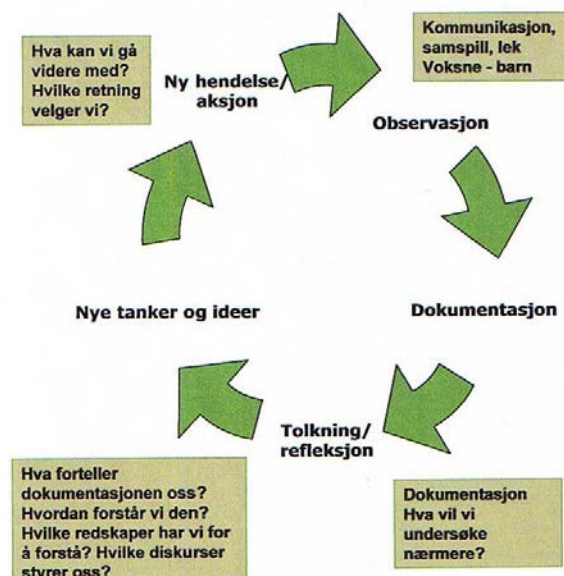 Hva kan vi gå
videre med?
Hvilke retning
velger vi?
Ny hendelse/
aksjon
Kommunikasjon,
samspill, lek
Voksne - barn
Observasjon
Nye tanker og ideer
Dokumentasjon
Tolkning/
refleksjon
Hva forteller
dokumentasjonen oss?
Hvordan forstår vi den?
Hvilke redskaper har vi for
å forstå? Hvilke diskurser
styrer oss?
Dokumentasjon
Hva vil vi
undersøke
nærmere?